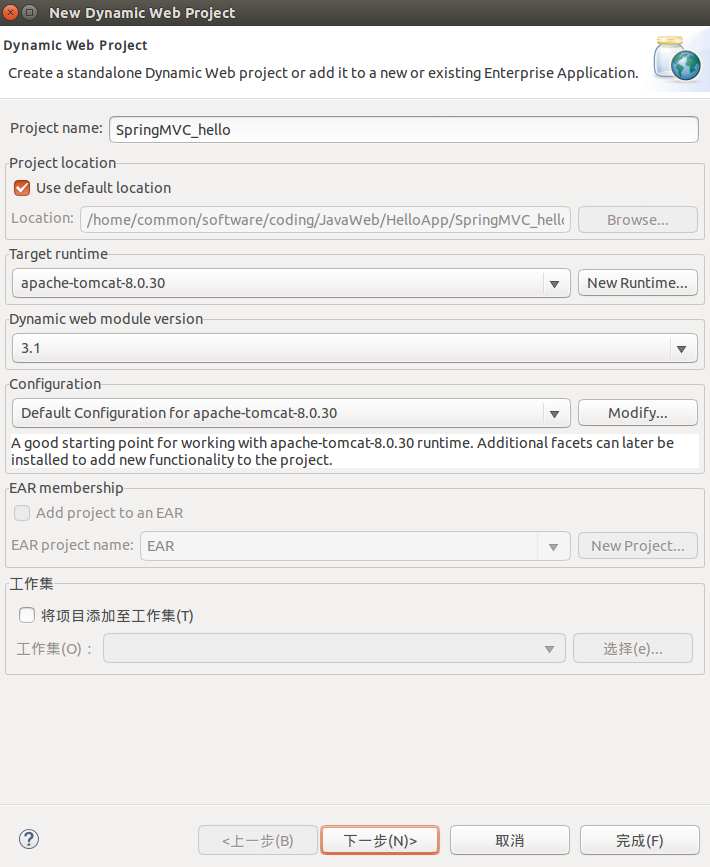 New Dynamic Web Project
Dynamic Web Project
Create a standalone Dynamic Web project or add it to a new or existing Enterprise Application.
Project name: SpringMVC_hello
Project location
Use default location
Location: /home/common/software/coding/JavaWeb/HelloApp/SpringMVC_hello Browse...
Target runtime
apache-tomcat-8.0.30 New Runtime...
Dynamic web module version
3.1
Configuration
Default Configuration for apache-tomcat-8.0.30 Modify...
A good starting point for working with apache-tomcat-8.0.30 runtime. Additional facets can later be
installed to add new functionality to the project.
EAR membership
Add project to an EAR
EAR project name: EAR New Project...
工作集
将项目添加至工作集(T)
工作集(O)： 选择(e)...
<上一步(B) 下一步(N)> 取消 完成(F)